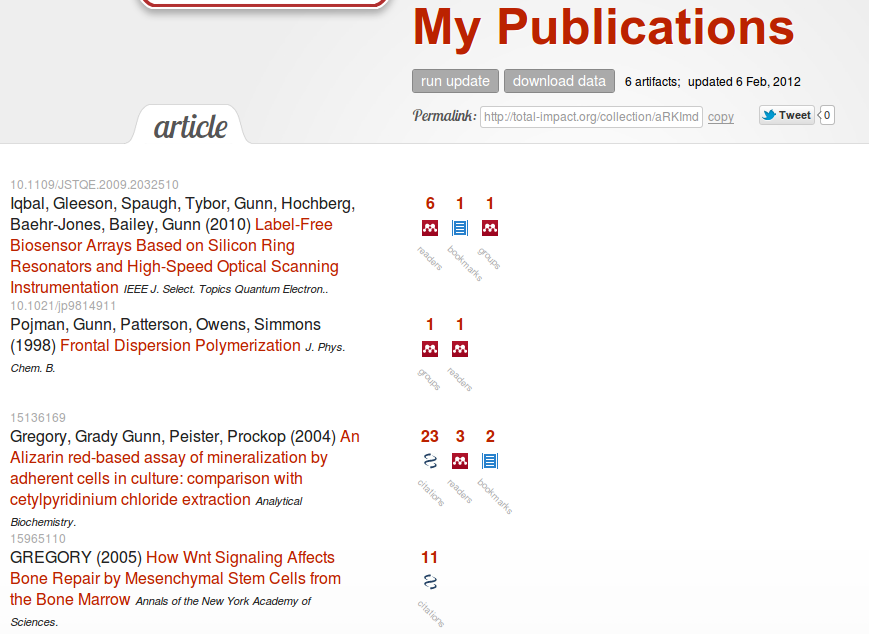 My Publications
run update download data 6 artifacts; updated 6 Feb, 2012
Permalink: http://total-impact.org/collection/aRKlmd copy Tweet 0
article
10.1109/JSTQE.2009.2032510
Iqbal, Gleeson, Spaugh, Tybor, Gunn, Hochberg,
Baehr-Jones, Bailey, Gunn (2010) Label-Free
Biosensor Arrays Based on Silicon Ring
Resonators and High-Speed Optical Scanning
Instrumentation IEEE J. Select. Topics Quantum Electron..
6 1 1
readers bookmarks groups
10.1021/jp9814911
Pojman, Gunn, Patterson, Owens, Simmons
(1998) Frontal Dispersion Polymerization J. Phys.
Chem. B.
1 1
groups readers
15136169
Gregory, Grady Gunn, Peister, Prockop (2004) An
Alizarin red-based assay of mineralization by
adherent cells in culture: comparison with
cetylpyridinium chloride extraction Analytical
Biochemistry.
23 3 2
citations readers bookmarks
15965110
GREGORY (2005) How Wnt Signaling Affects
Bone Repair by Mesenchymal Stem Cells from
the Bone Marrow Annals of the New York Academy of
Sciences.
11
citations